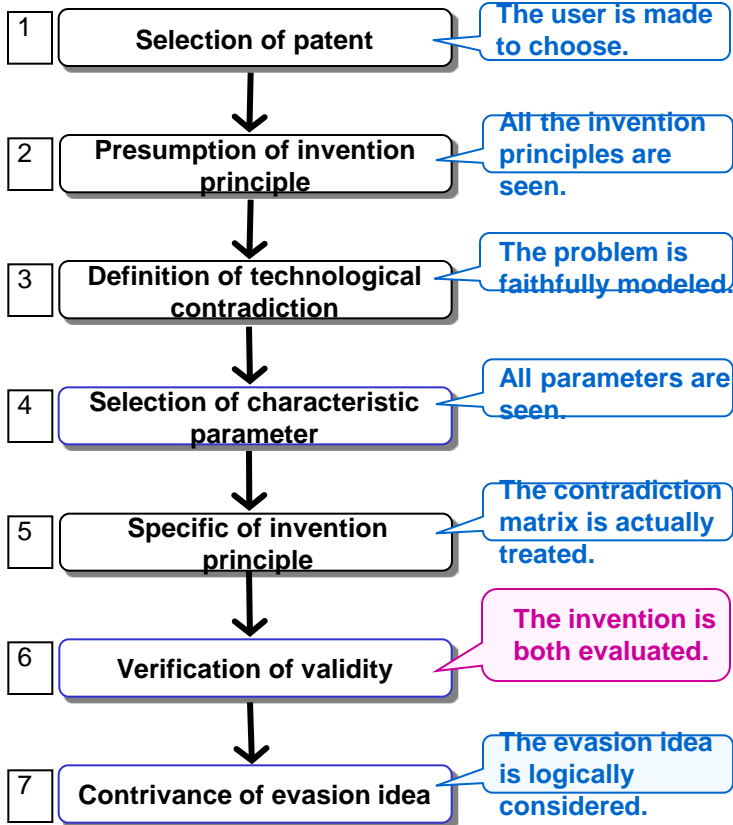 1
Selection of patent
The user is made
to choose.
2
Presumption of invention
principle
All the invention
principles are
seen.
3
Definition of technological
contradiction
The problem is
faithfully modeled.
4
Selection of characteristic
parameter
All parameters are
seen.
5
Specific of invention
principle
The contradiction
matrix is actually
treated.
6
Verification of validity
The invention is
both evaluated.
7
Contrivance of evasion idea
The evasion idea
is logically
considered.